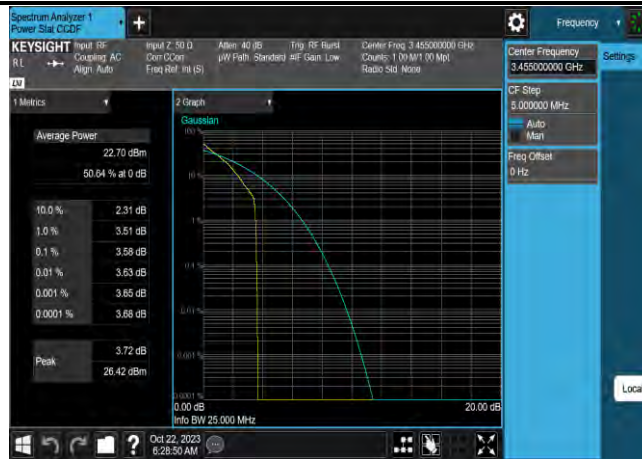 Spectrum Analyzer 1
Power Stat CCDF
+
Frequency
KEYSIGHT
RL
Input: RF
Coupling: AC
Align: Auto
Input Z: 50 Ω
Corr CCorr
Freq Ref: Int (S)
Atten: 40 dB
µW Path: Standard
Trig: RF Burst
#IF Gain: Low
Center Freq: 3.455000000 GHz
Counts: 1.00 M/1.00 Mpt
Radio Std: None
1 Metrics
Average Power
22.70 dBm
50.64 % at 0 dB
10.0 % 2.31 dB
1.0 % 3.51 dB
0.1 % 3.58 dB
0.01 % 3.63 dB
0.001 % 3.65 dB
0.0001 % 3.68 dB
Peak
3.72 dB
26.42 dBm
2 Graph
Gaussian
100 %
10 %
1 %
0.1 %
0.01 %
0.001 %
0.0001 %
0.00 dB
20.00 dB
Info BW 25.000 MHz
Center Frequency
3.455000000 GHz
Settings
CF Step
5.000000 MHz
Auto
Man
Freq Offset
0 Hz
Local
?
Oct 22, 2023
6:28:50 AM